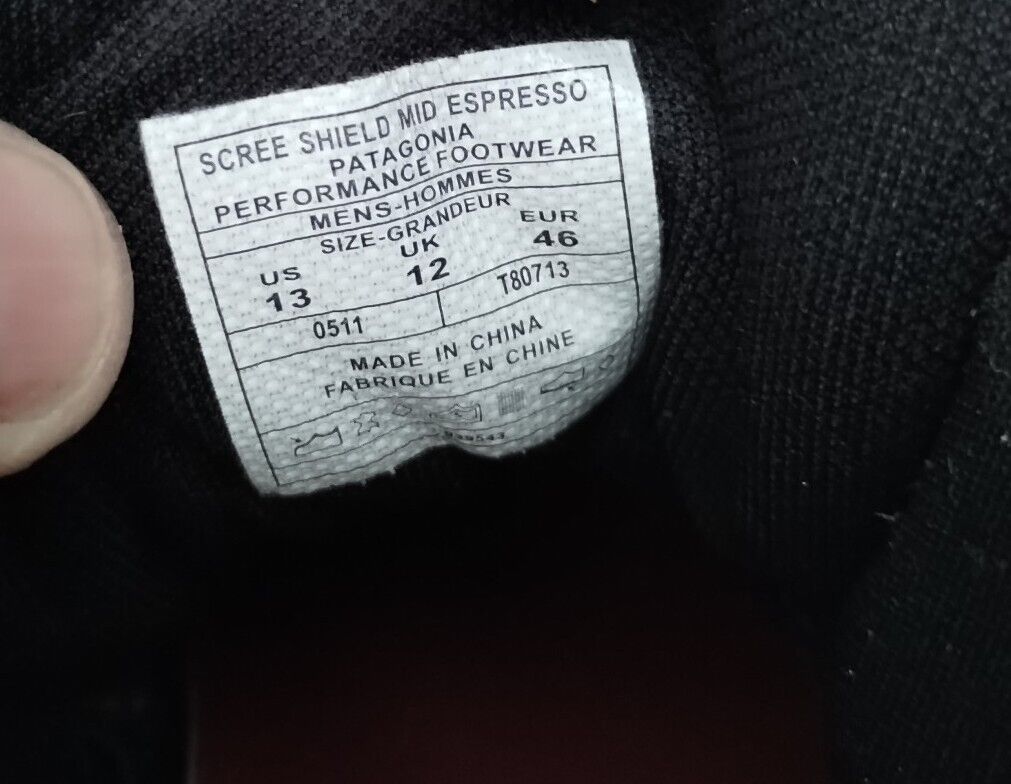 SCREE SHIELD MID ESPRESSO
PATAGONIA
PERFORMANCE FOOTWEAR
MENS-HOMMES
SIZE-GRANDEUR
US UK EUR
13 12 46
0511 T80713
MADE IN CHINA
FABRIQUE EN CHINE